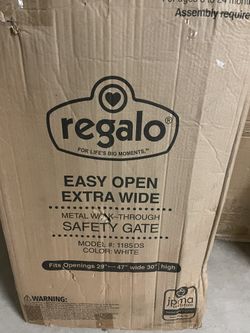 Assembly require
regalo®
FOR LIFE'S BIG MOMENTS.™
EASY OPEN
EXTRA WIDE
METAL WALK-THROUGH
SAFETY GATE
MODEL #: 1185DS
COLOR: WHITE
Fits Openings 29" — 47" wide 30" high
WARNING:
jpma